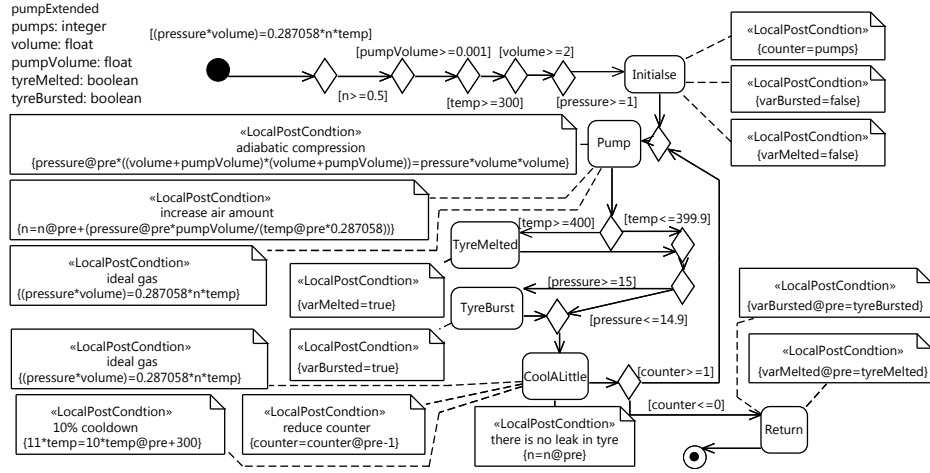 pumpExtended
pumps: integer
volume: float
pumpVolume: float
tyreMelted: boolean
tyreBursted: boolean
[(pressure*volume)=0.287058*n*temp]
[n>=0.5]
[pumpVolume>=0.001]
[temp>=300]
[volume>=2]
[pressure>=1]
Initialse
«LocalPostCondtion»
{counter=pumps}
«LocalPostCondtion»
{varBursted=false}
«LocalPostCondtion»
{varMelted=false}
«LocalPostCondtion»
adiabatic compression
{pressure@pre*((volume+pumpVolume)*(volume+pumpVolume))=pressure*volume*volume}
Pump
«LocalPostCondtion»
increase air amount
{n=n@pre+(pressure@pre*pumpVolume/(temp@pre*0.287058))}
[temp>=400]
[temp<=399.9]
TyreMelted
«LocalPostCondtion»
ideal gas
{(pressure*volume)=0.287058*n*temp}
«LocalPostCondtion»
{varMelted=true}
[pressure>=15]
TyreBurst
[pressure<=14.9]
«LocalPostCondtion»
{varBursted@pre=tyreBursted}
«LocalPostCondtion»
ideal gas
{(pressure*volume)=0.287058*n*temp}
«LocalPostCondtion»
{varBursted=true}
CoolALittle
[counter>=1]
«LocalPostCondtion»
{varMelted@pre=tyreMelted}
«LocalPostCondition»
10% cooldown
{11*temp=10*temp@pre+300}
«LocalPostCondition»
reduce counter
{counter=counter@pre-1}
«LocalPostCondition»
there is no leak in tyre
{n=n@pre}
[counter<=0]
Return